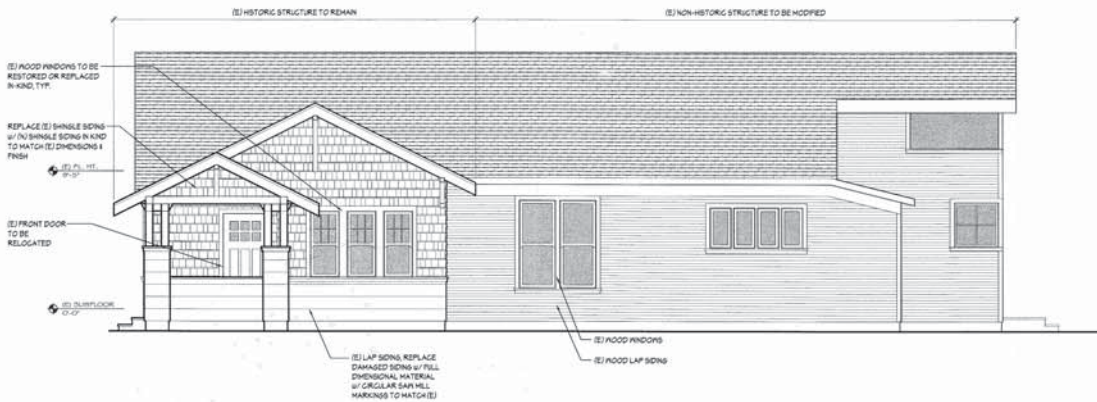 (E) HISTORIC STRUCTURE TO REMAIN
(E) NON-HISTORIC STRUCTURE TO BE MODIFIED
(E) WOOD WINDOWS TO BE
RESTORED OR REPLACED
IN-KIND, TYP.
REPLACE (E) SHINGLE SIDING
W/ (N) SHINGLE SIDING IN KIND
TO MATCH (E) DIMENSIONS &
FINISH
(E) PL. HT.
(E) FRONT DOOR
TO BE
RELOCATED
(E) SUBFLOOR
0'-0"
(E) LAP SIDING, REPLACE
DAMAGED SIDING W/ FULL
DIMENSIONAL MATERIAL
W/ CIRCULAR SAW MILL
MARKINGS TO MATCH (E)
(E) WOOD WINDOWS
(E) WOOD LAP SIDING